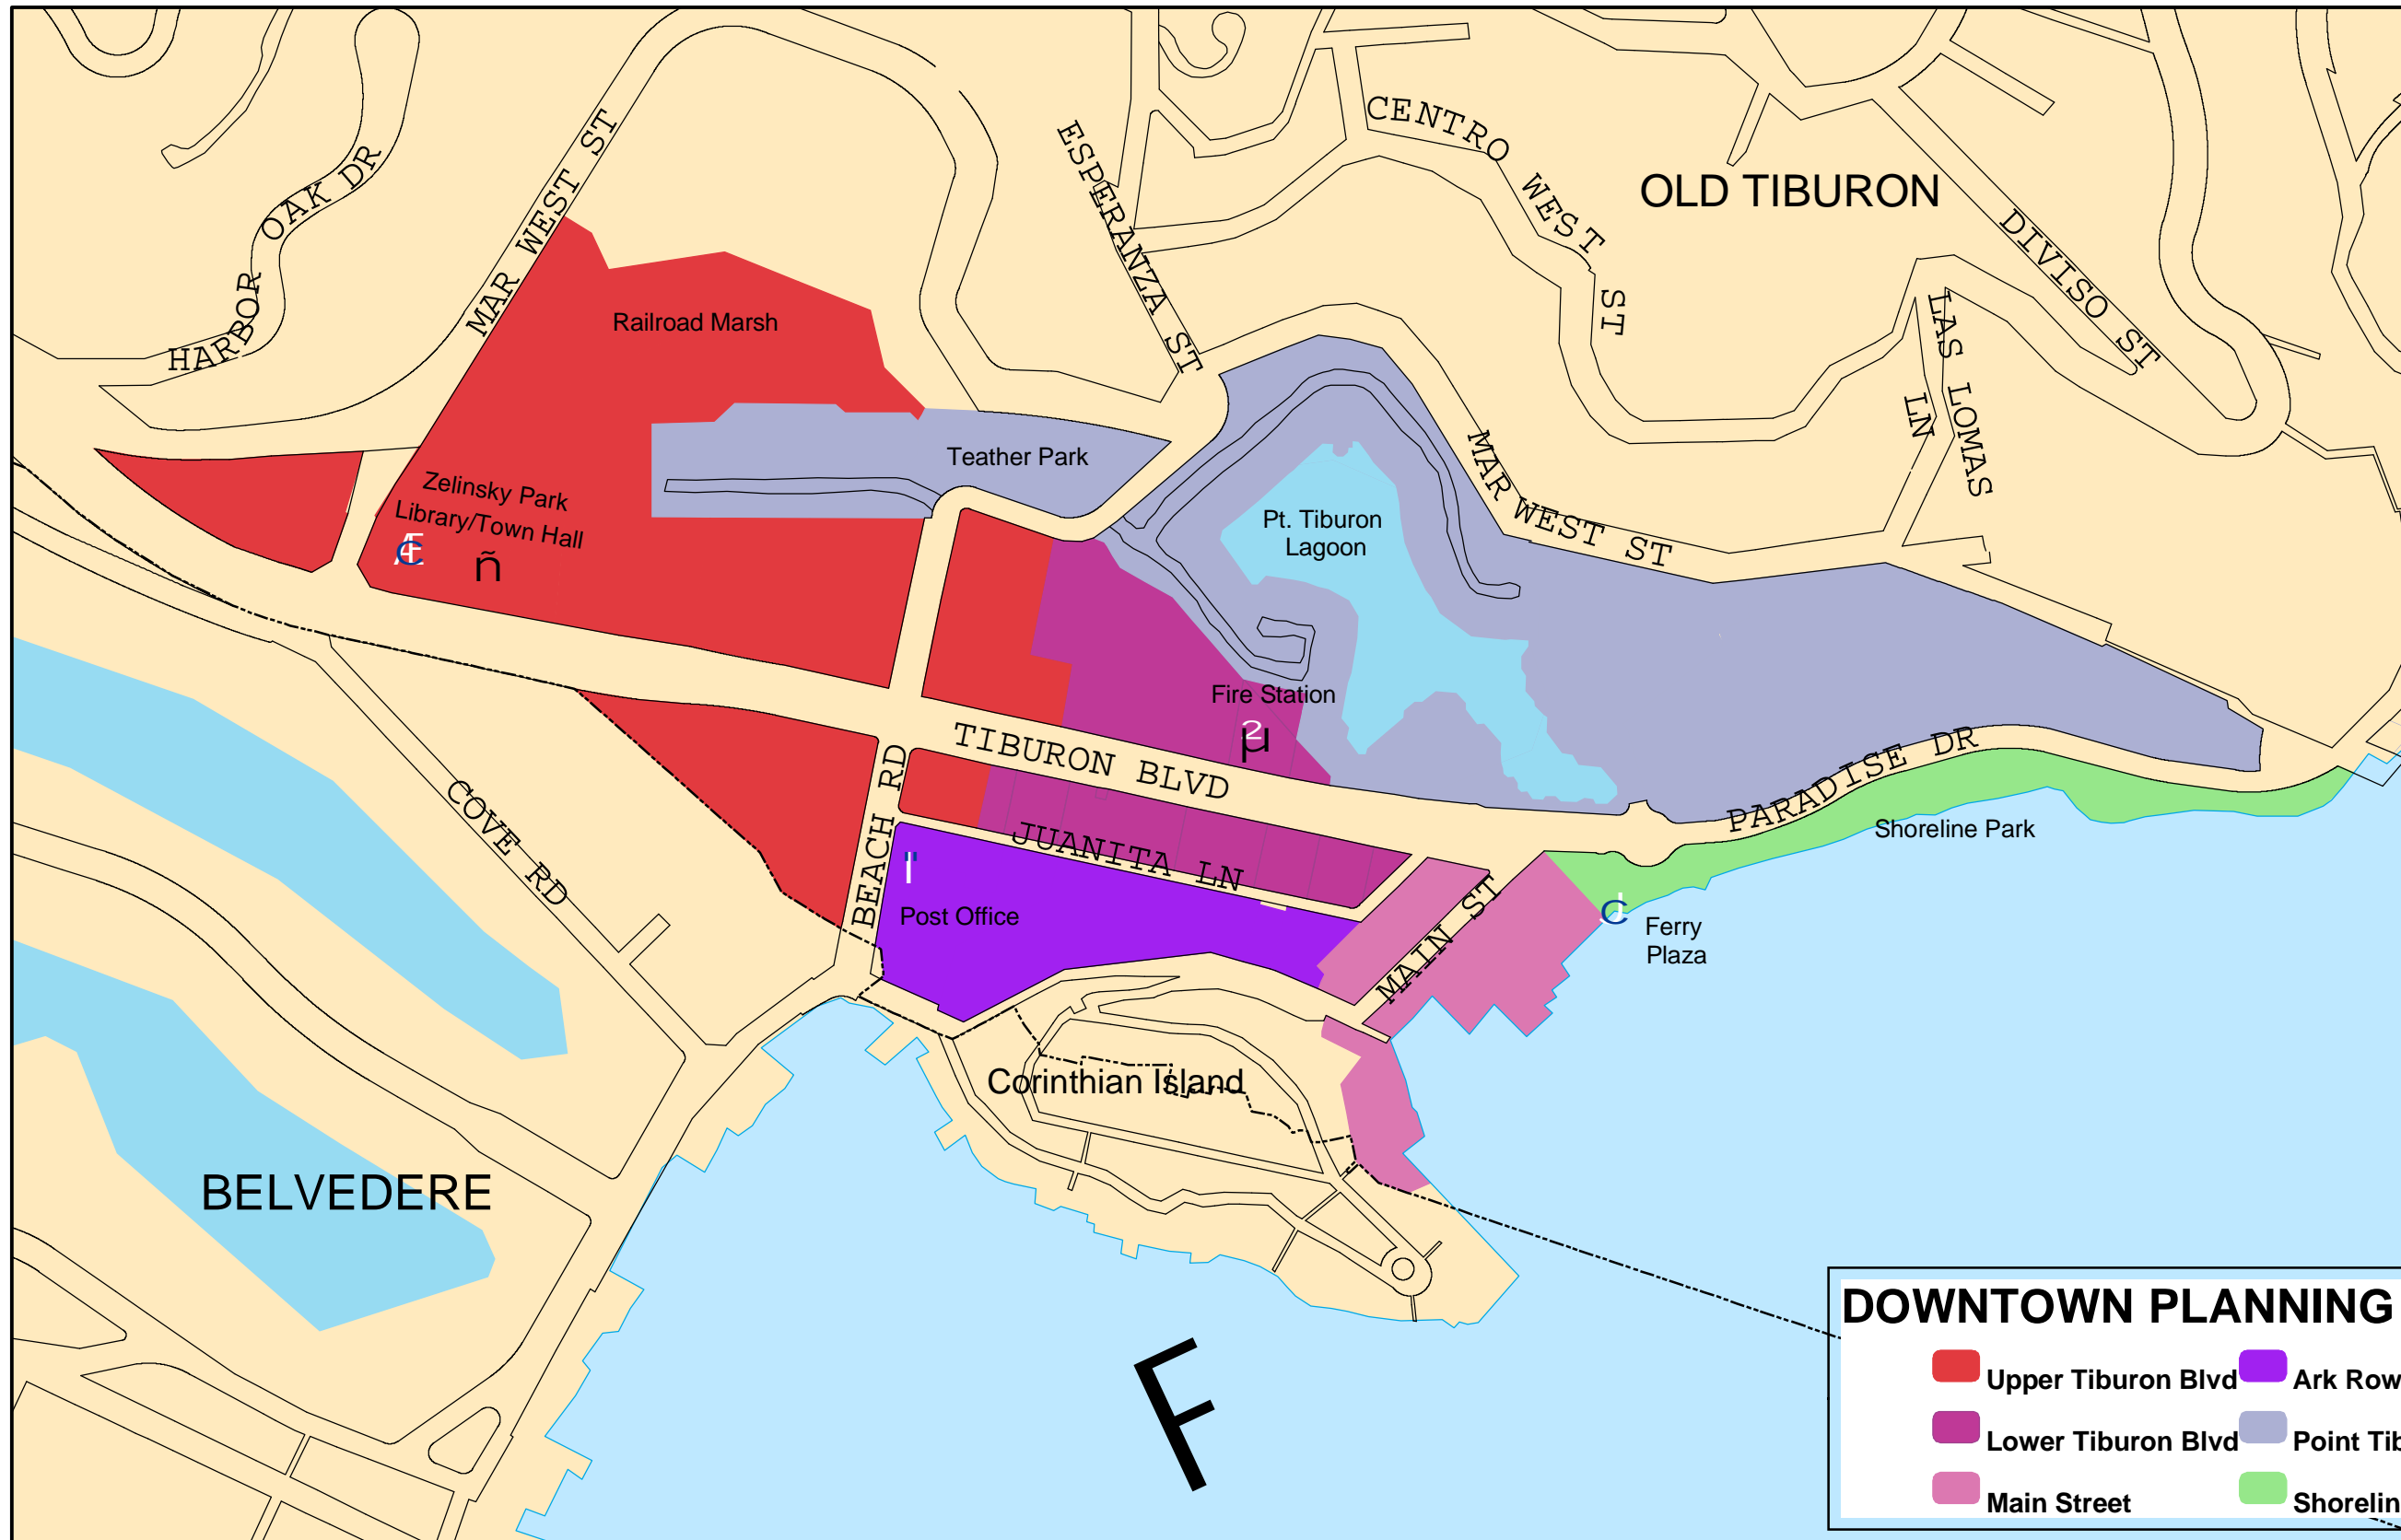 HARBOR OAK DR
MAR WEST ST
ESPERANZA ST
CENTRO WEST ST
OLD TIBURON
DIVISO ST
LAS LOMAS LN
Railroad Marsh
Teather Park
Zelinsky Park
Library/Town Hall
Pt. Tiburon
Lagoon
MAR WEST ST
Fire Station
TIBURON BLVD
PARADISE DR
Shoreline Park
COVE RD
BEACH RD
JUANITA LN
Post Office
MAIN ST
Ferry
Plaza
Corinthian Island
BELVEDERE
DOWNTOWN PLANNING
Upper Tiburon Blvd Ark Row
Lower Tiburon Blvd Point Tib
Main Street Shorelin